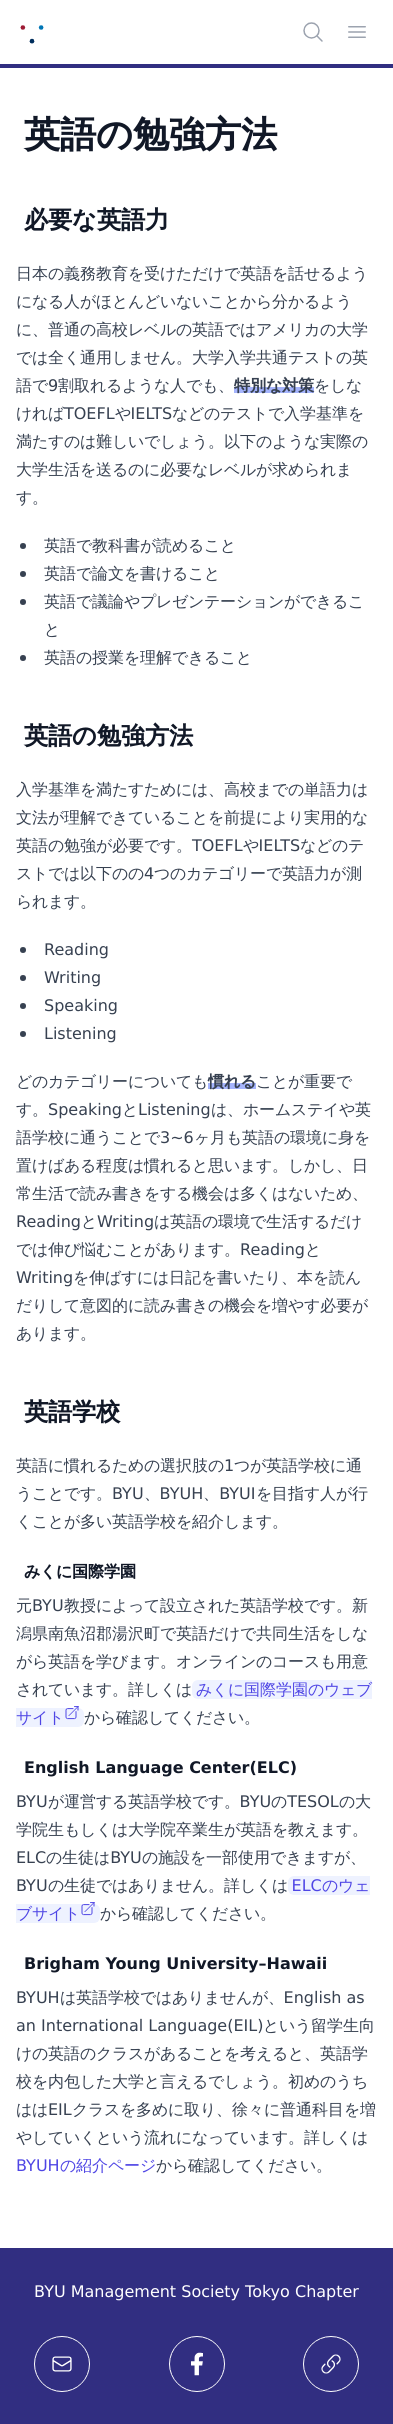 英語の勉強方法
必要な英語力
日本の義務教育を受けただけで英語を話せるよう
になる人がほとんどいないことから分かるよう
に、普通の高校レベルの英語ではアメリカの大学
では全く通用しません。大学入学共通テストの英
語で9割取れるような人でも、特別な対策をしな
ければTOEFLやIELTSなどのテストで入学基準を
満たすのは難しいでしょう。以下のような実際の
大学生活を送るのに必要なレベルが求められま
す。
英語で教科書が読めること
英語で論文を書けること
英語で議論やプレゼンテーションができるこ
と
英語の授業を理解できること
英語の勉強方法
入学基準を満たすためには、高校までの単語力は
文法が理解できていることを前提により実用的な
英語の勉強が必要です。TOEFLやIELTSなどのテ
ストでは以下のの4つのカテゴリーで英語力が測
られます。
Reading
Writing
Speaking
Listening
どのカテゴリーについても慣れることが重要で
す。SpeakingとListeningは、ホームステイや英
語学校に通うことで3~6ヶ月も英語の環境に身を
置けばある程度は慣れると思います。しかし、日
常生活で読み書きをする機会は多くはないため、
ReadingとWritingは英語の環境で生活するだけ
では伸び悩むことがあります。Readingと
Writingを伸ばすには日記を書いたり、本を読ん
だりして意図的に読み書きの機会を増やす必要が
あります。
英語学校
英語に慣れるための選択肢の1つが英語学校に通
うことです。BYU、BYUH、BYUIを目指す人が行
くことが多い英語学校を紹介します。
みくに国際学園
元BYU教授によって設立された英語学校です。新
潟県南魚沼郡湯沢町で英語だけで共同生活をしな
がら英語を学びます。オンラインのコースも用意
されています。詳しくはみくに国際学園のウェブ
サイトから確認してください。
English Language Center(ELC)
BYUが運営する英語学校です。BYUのTESOLの大
学院生もしくは大学院卒業生が英語を教えます。
ELCの生徒はBYUの施設を一部使用できますが、
BYUの生徒ではありません。詳しくはELCのウェ
ブサイトから確認してください。
Brigham Young University–Hawaii
BYUHは英語学校ではありませんが、English as
an International Language(EIL)という留学生向
けの英語のクラスがあることを考えると、英語学
校を内包した大学と言えるでしょう。初めのうち
ははEILクラスを多めに取り、徐々に普通科目を増
やしていくという流れになっています。詳しくは
BYUHの紹介ページから確認してください。
BYU Management Society Tokyo Chapter